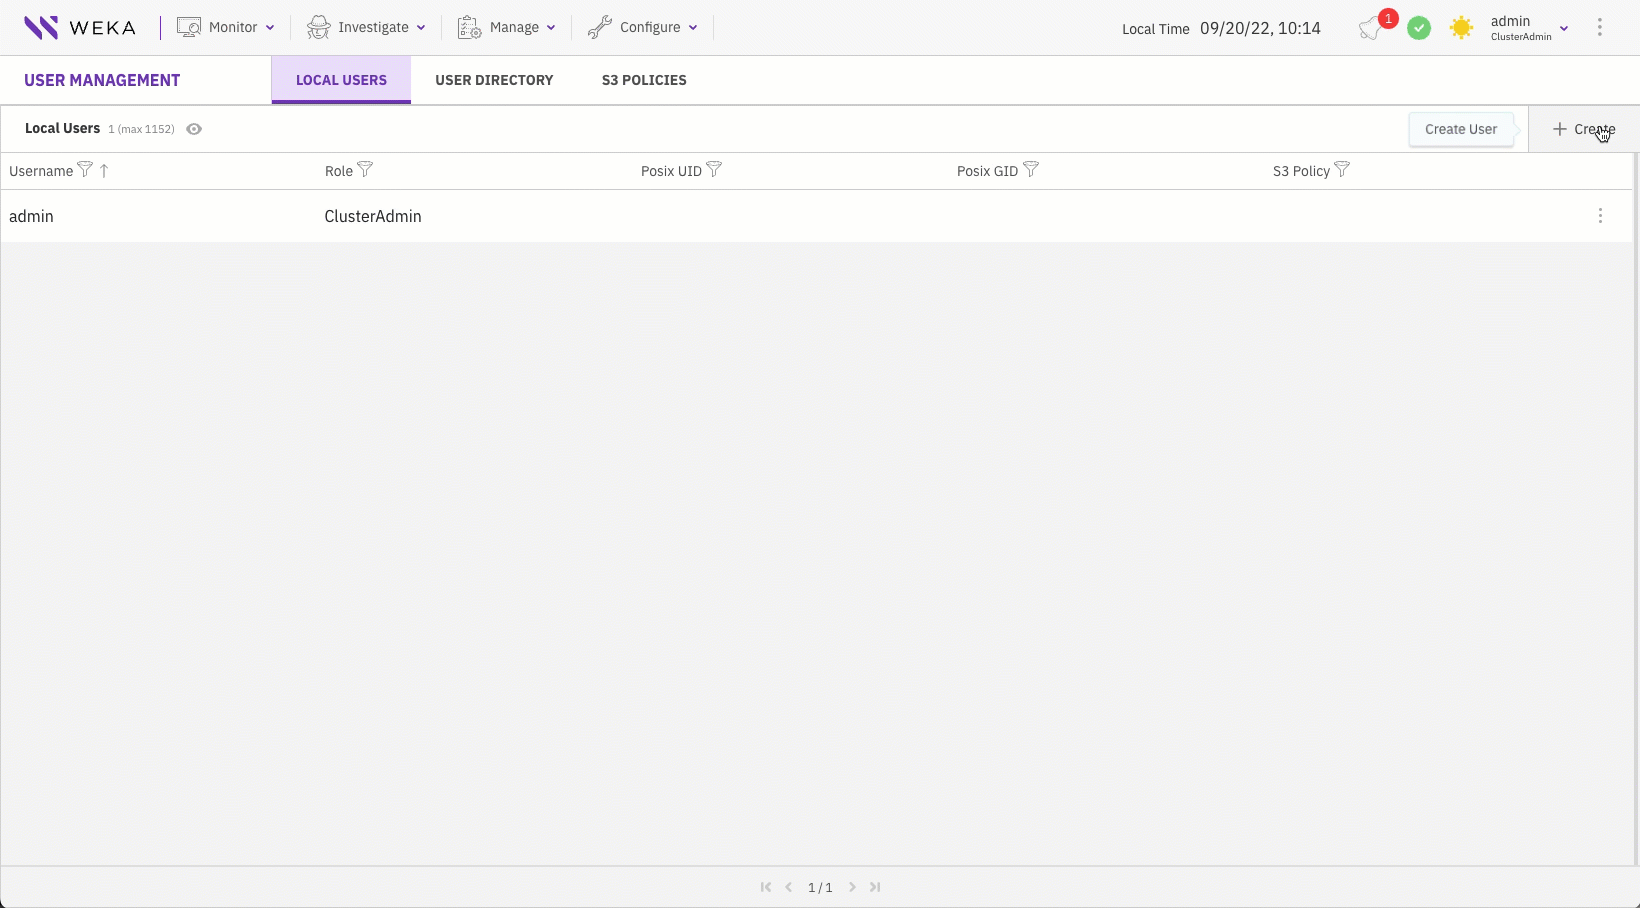 WEKA Monitor Investigate Manage Configure Local Time 09/20/22, 10:14 1 admin
ClusterAdmin
USER MANAGEMENT LOCAL USERS USER DIRECTORY S3 POLICIES
Local Users 1 (max 1152) Create User + Create
Username Role Posix UID Posix GID S3 Policy
admin ClusterAdmin
1 / 1